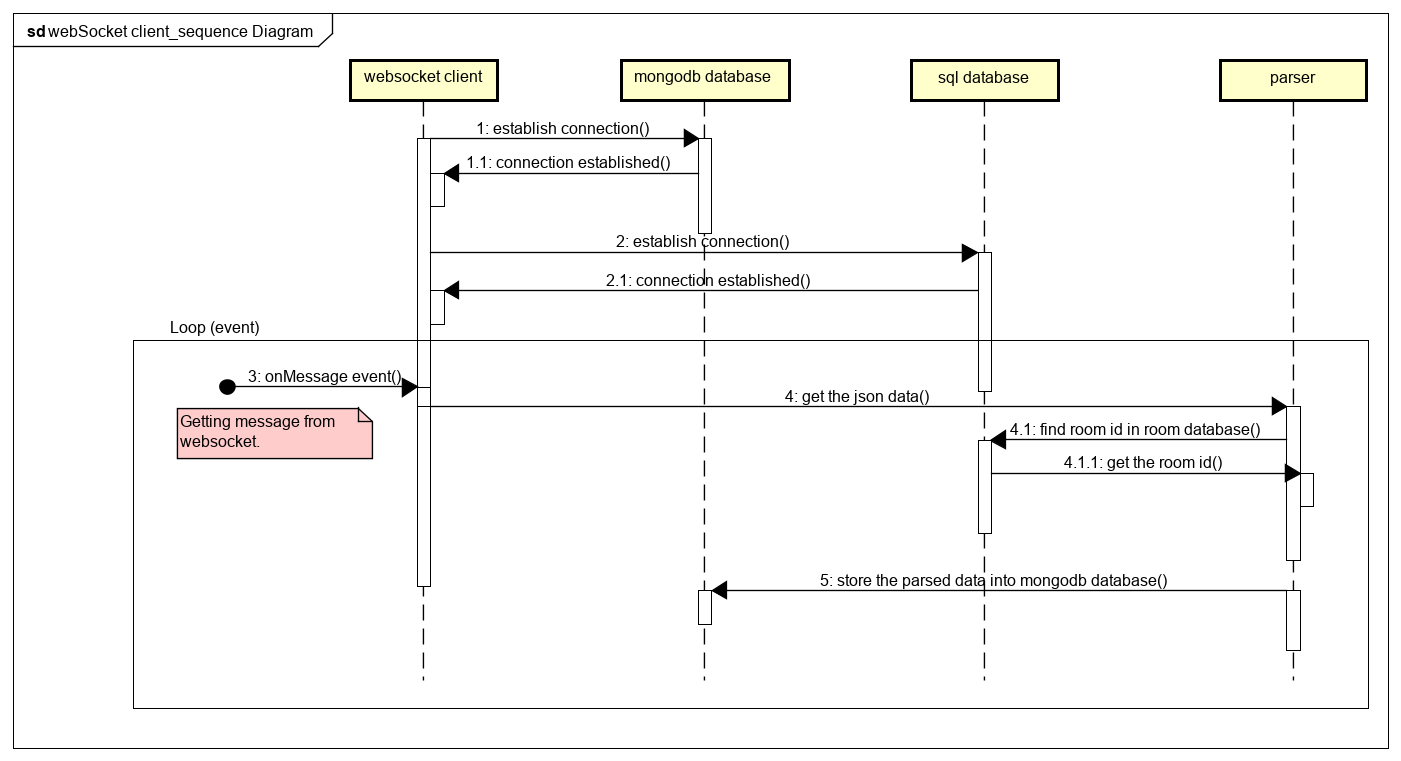 sd webSocket client_sequence Diagram
websocket client
mongodb database
sql database
parser
1: establish connection()
1.1: connection established()
2: establish connection()
2.1: connection established()
Loop (event)
3: onMessage event()
4: get the json data()
Getting message from
websocket.
4.1: find room id in room database()
4.1.1: get the room id()
5: store the parsed data into mongodb database()